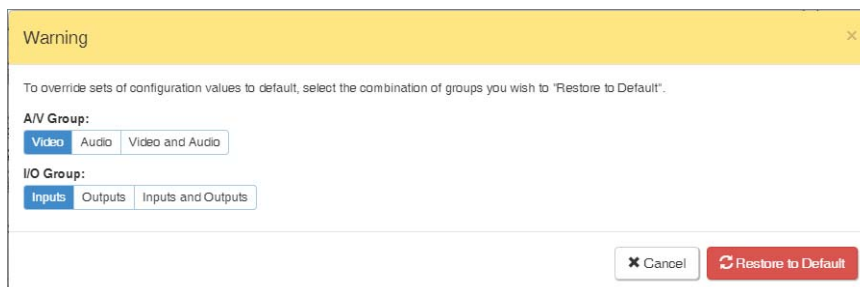 Warning ×
To override sets of configuration values to default, select the combination of groups you wish to "Restore to Default".
A/V Group:
Video Audio Video and Audio
I/O Group:
Inputs Outputs Inputs and Outputs
✖ Cancel Restore to Default